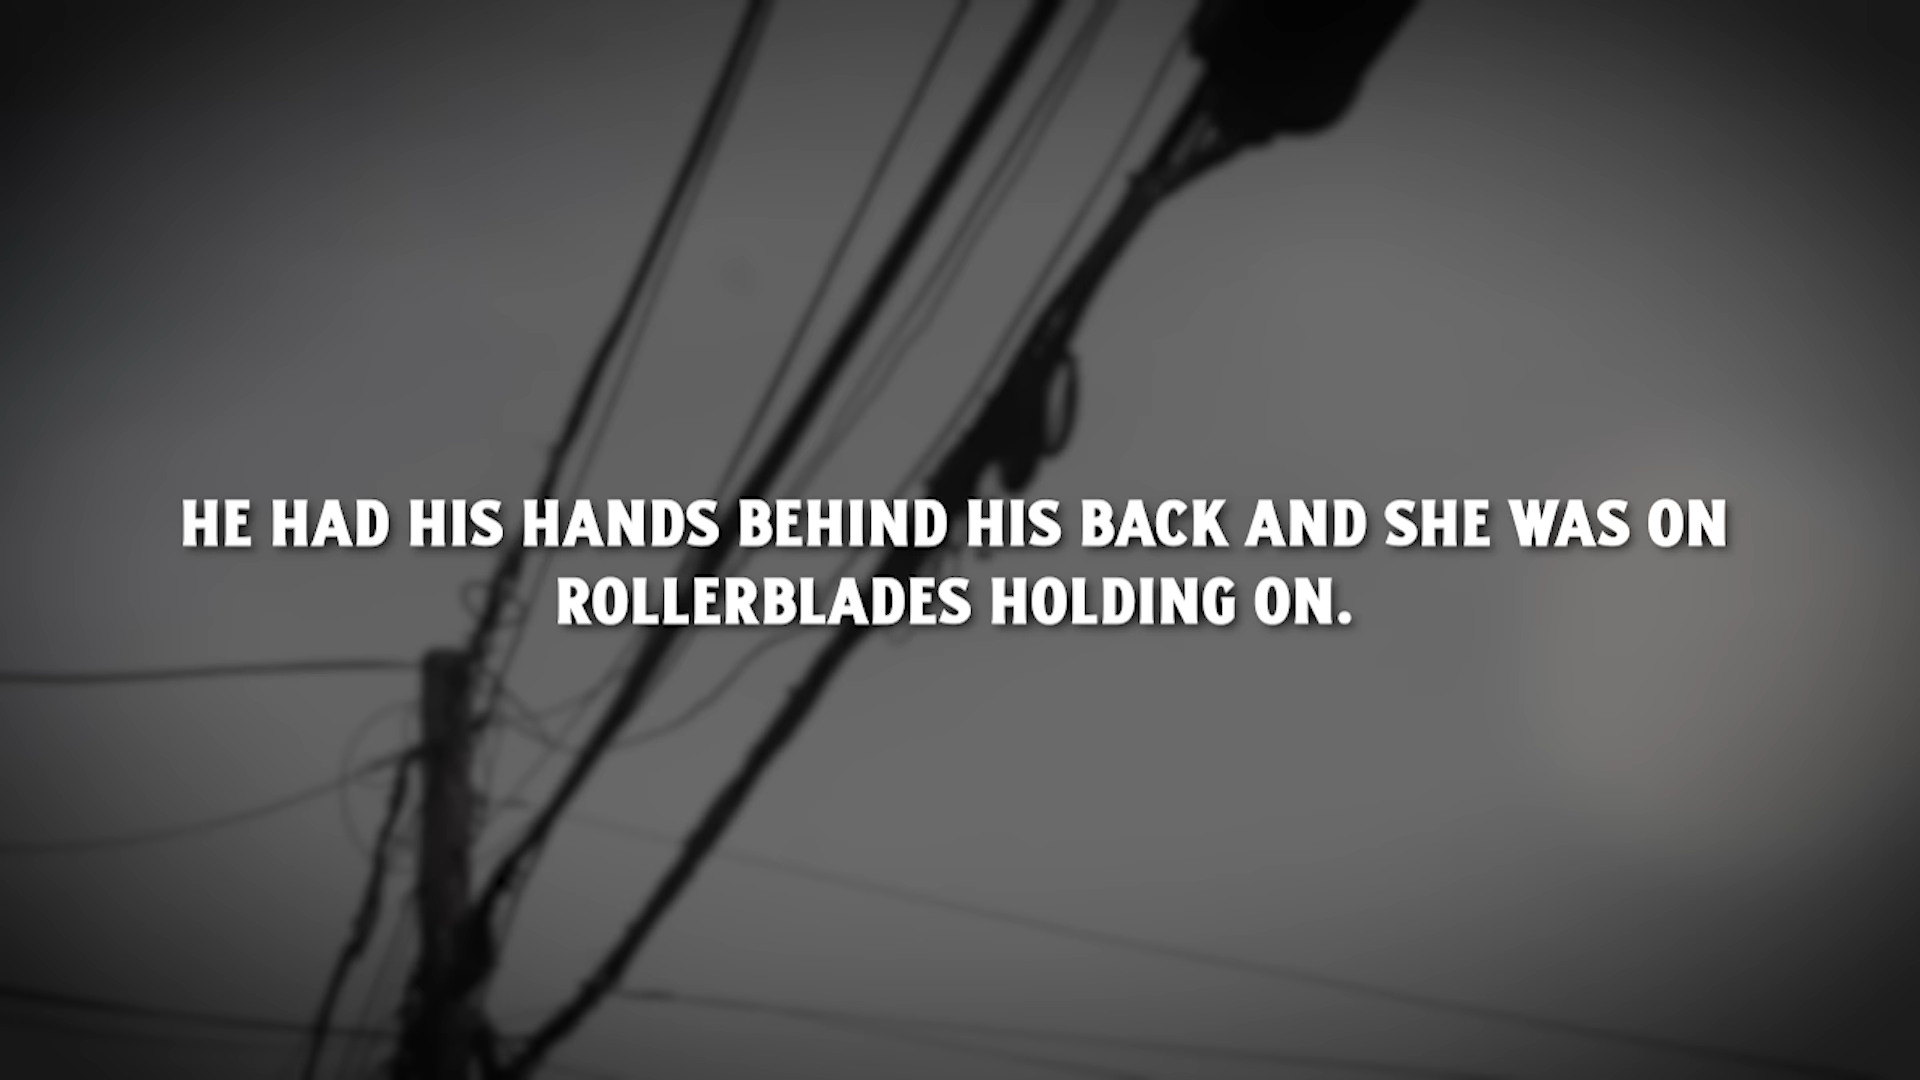 HE HAD HIS HANDS BEHIND HIS BACK AND SHE WAS ON
ROLLERBLADES HOLDING ON.